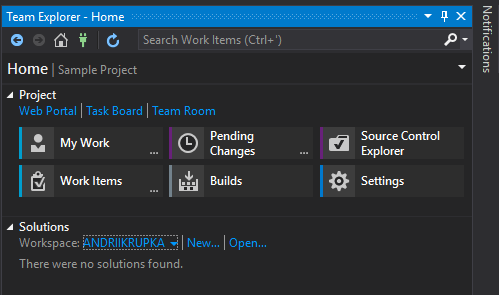 Team Explorer - Home
Notifications
Search Work Items (Ctrl+')
Home | Sample Project
Project
Web Portal | Task Board | Team Room
My Work ...
Pending Changes ...
Source Control Explorer
Work Items ...
Builds
Settings
Solutions
Workspace: ANDRIIKRUPKA | New... | Open...
There were no solutions found.